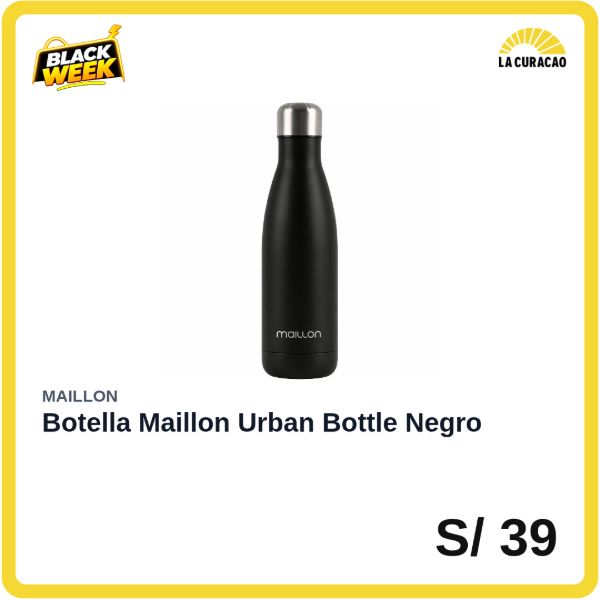 BLACK
WEEK
LA CURACAO
maillon
MAILLON
Botella Maillon Urban Bottle Negro
S/ 39